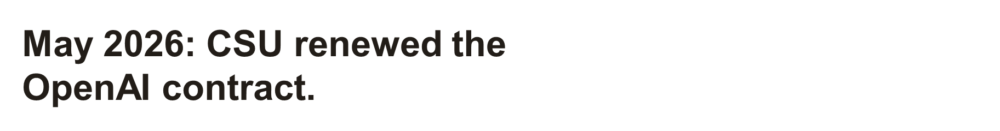 May 2026: CSU renewed the
OpenAI contract.